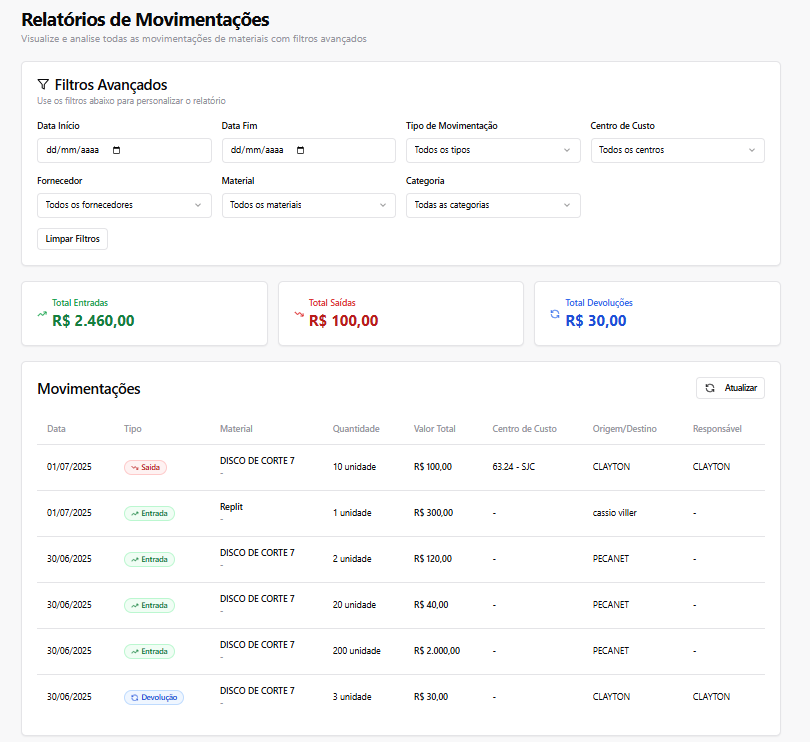 Relatórios de Movimentações
Visualize e analise todas as movimentações de materiais com filtros avançados
Filtros Avançados
Use os filtros abaixo para personalizar o relatório
Data Início Data Fim Tipo de Movimentação Centro de Custo
dd/mm/aaaa dd/mm/aaaa Todos os tipos Todos os centros
Fornecedor Material Categoria
Todos os fornecedores Todos os materiais Todas as categorias
Limpar Filtros
Total Entradas Total Saídas Total Devoluções
R$ 2.460,00 R$ 100,00 R$ 30,00
Movimentações Atualizar
Data Tipo Material Quantidade Valor Total Centro de Custo Origem/Destino Responsável
01/07/2025 Saída DISCO DE CORTE 7 10 unidade R$ 100,00 63.24 - SJC CLAYTON CLAYTON
-
01/07/2025 Entrada Replit 1 unidade R$ 300,00 - cassio viller -
-
30/06/2025 Entrada DISCO DE CORTE 7 2 unidade R$ 120,00 - PECANET -
-
30/06/2025 Entrada DISCO DE CORTE 7 20 unidade R$ 40,00 - PECANET -
-
30/06/2025 Entrada DISCO DE CORTE 7 200 unidade R$ 2.000,00 - PECANET -
-
30/06/2025 Devolução DISCO DE CORTE 7 3 unidade R$ 30,00 - CLAYTON CLAYTON
-